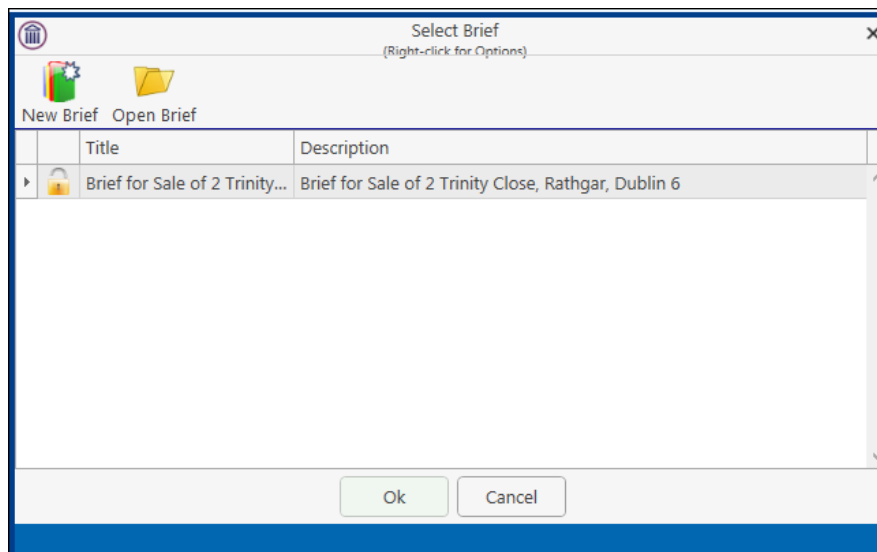 Select Brief
(Right-click for Options)
New Brief Open Brief
Title Description
Brief for Sale of 2 Trinity... Brief for Sale of 2 Trinity Close, Rathgar, Dublin 6
Ok Cancel